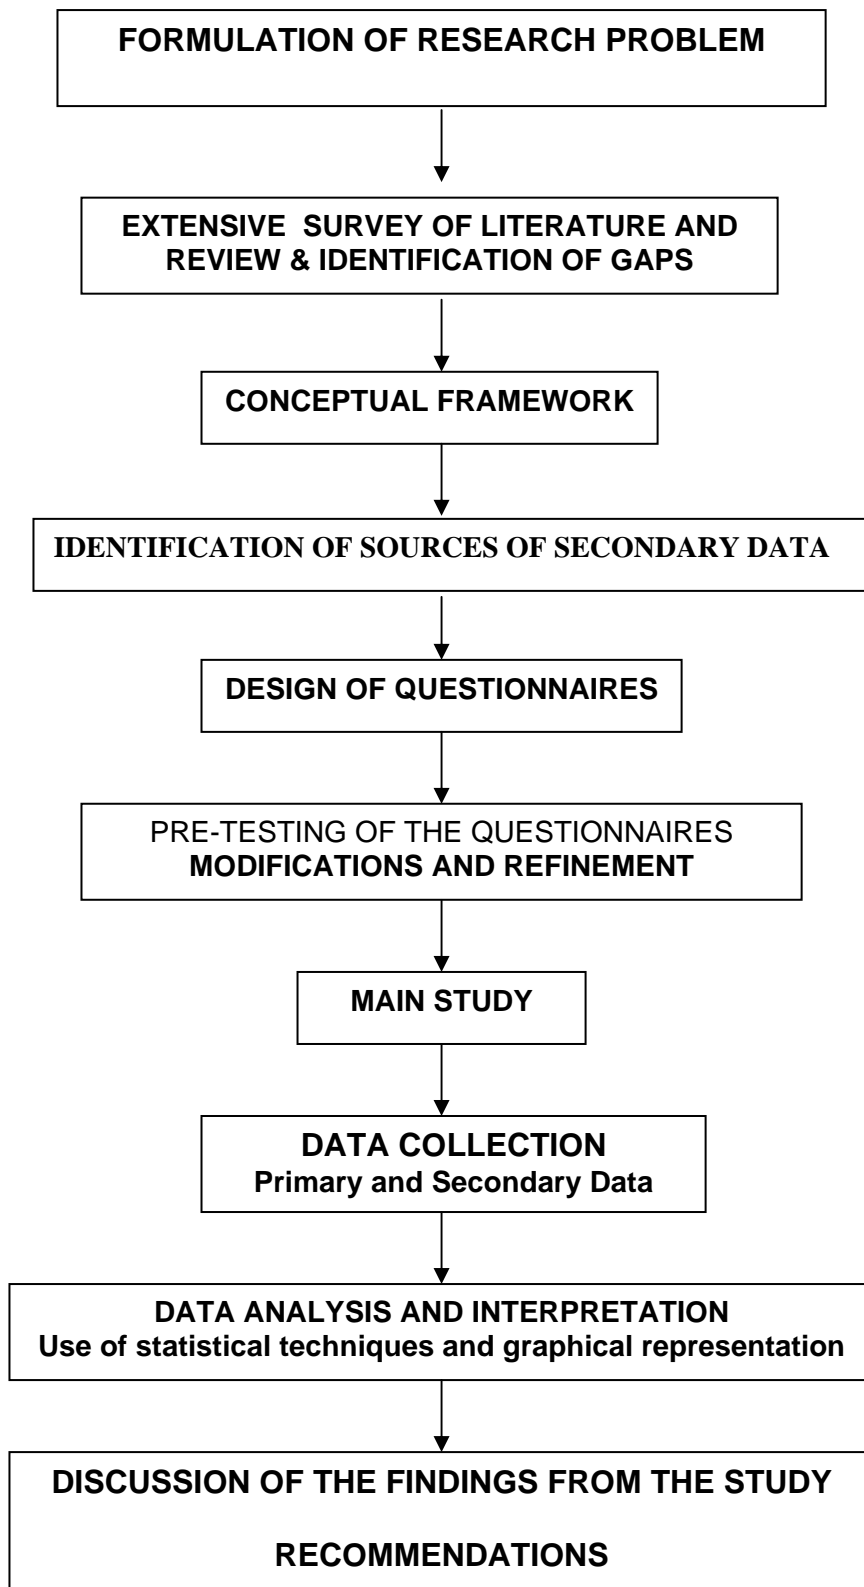 FORMULATION OF RESEARCH PROBLEM
EXTENSIVE SURVEY OF LITERATURE AND
REVIEW & IDENTIFICATION OF GAPS
CONCEPTUAL FRAMEWORK
IDENTIFICATION OF SOURCES OF SECONDARY DATA
DESIGN OF QUESTIONNAIRES
PRE-TESTING OF THE QUESTIONNAIRES
MODIFICATIONS AND REFINEMENT
MAIN STUDY
DATA COLLECTION
Primary and Secondary Data
DATA ANALYSIS AND INTERPRETATION
Use of statistical techniques and graphical representation
DISCUSSION OF THE FINDINGS FROM THE STUDY
RECOMMENDATIONS